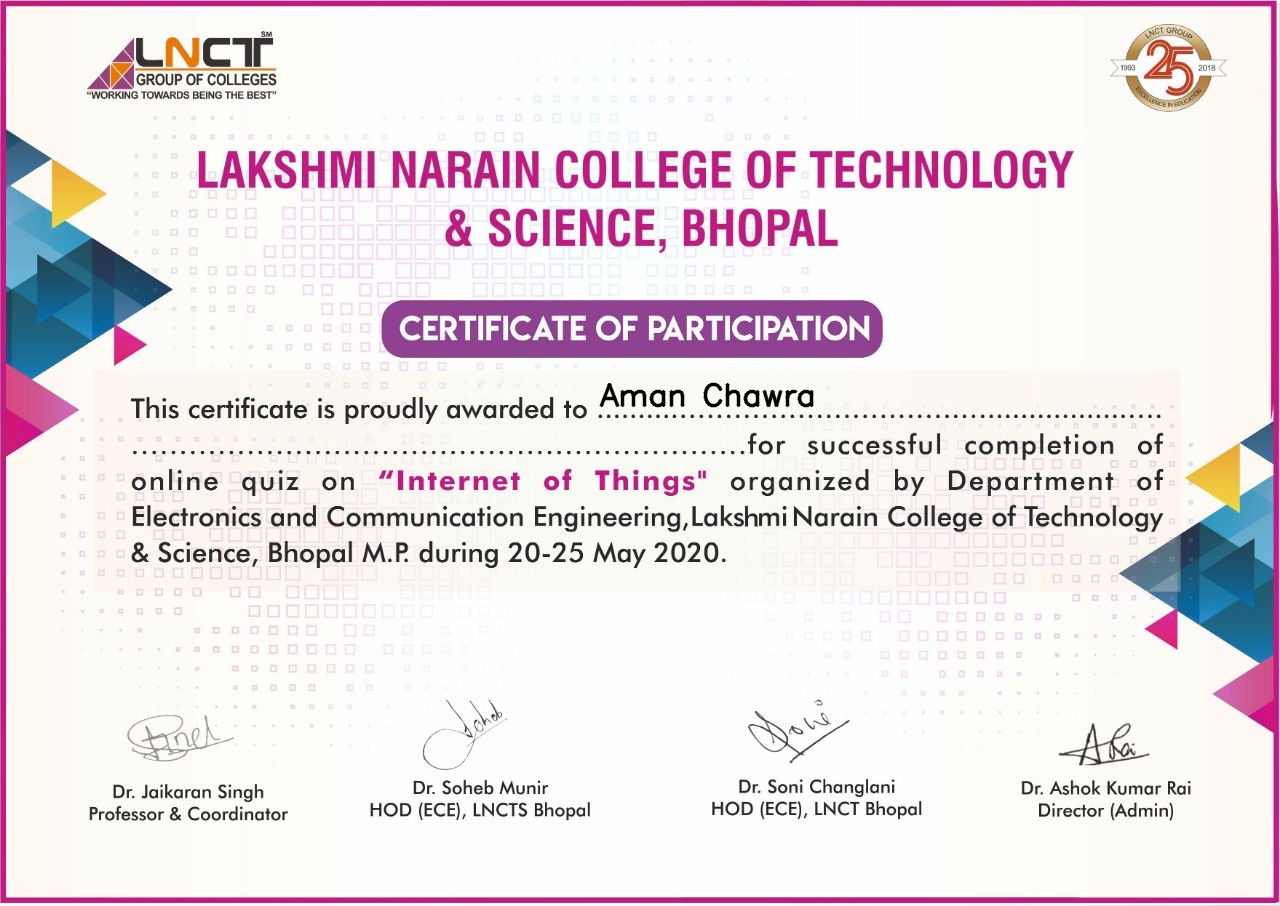 LNCT SM
GROUP OF COLLEGES
"WORKING TOWARDS BEING THE BEST"
LNCT GROUP
1993 25 2018
EXCELLENCE IN EDUCATION
LAKSHMI NARAIN COLLEGE OF TECHNOLOGY
& SCIENCE, BHOPAL
CERTIFICATE OF PARTICIPATION
This certificate is proudly awarded to Aman Chawra
for successful completion of
online quiz on “Internet of Things" organized by Department of
Electronics and Communication Engineering,Lakshmi Narain College of Technology
& Science, Bhopal M.P. during 20-25 May 2020.
Soheb
Soni
ARai
Dr. Jaikaran Singh
Professor & Coordinator
Dr. Soheb Munir
HOD (ECE), LNCTS Bhopal
Dr. Soni Changlani
HOD (ECE), LNCT Bhopal
Dr. Ashok Kumar Rai
Director (Admin)